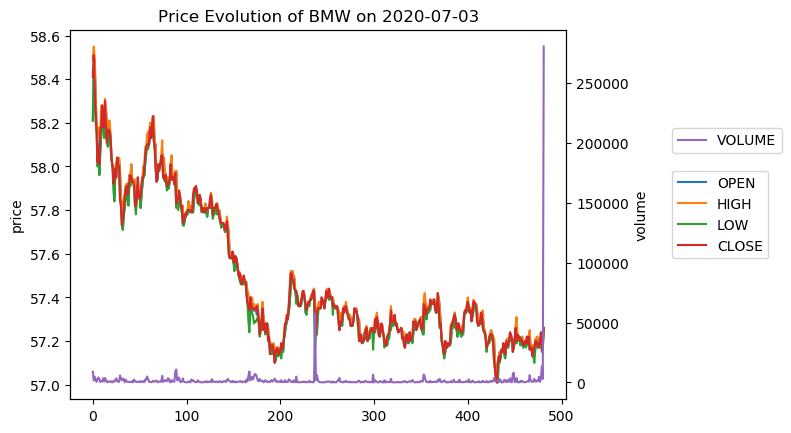 Price Evolution of BMW on 2020-07-03
58.6
58.4
58.2
58.0
57.8
57.6
57.4
57.2
57.0
price
0
100
200
300
400
500
250000
200000
150000
100000
50000
0
volume
VOLUME
OPEN
HIGH
LOW
CLOSE